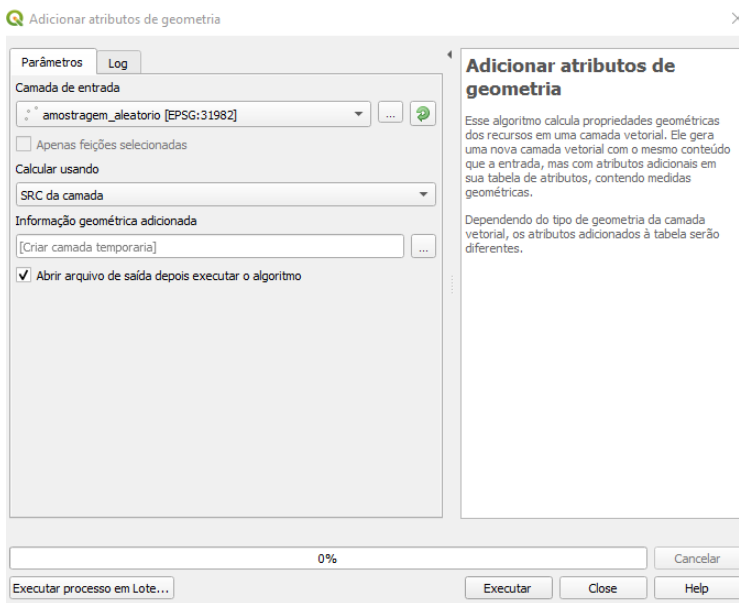 Adicionar atributos de geometria
Parâmetros
Log
Camada de entrada
amostragem_aleatorio [EPSG:31982]
...
Apenas feições selecionadas
Calcular usando
SRC da camada
Informação geométrica adicionada
[Criar camada temporaria]
...
Abrir arquivo de saída depois executar o algoritmo
Adicionar atributos de
geometria
Esse algoritmo calcula propriedades geométricas
dos recursos em uma camada vetorial. Ele gera
uma nova camada vetorial com o mesmo conteúdo
que a entrada, mas com atributos adicionais em
sua tabela de atributos, contendo medidas
geométricas.
Dependendo do tipo de geometria da camada
vetorial, os atributos adicionados à tabela serão
diferentes.
0%
Cancelar
Executar processo em Lote...
Executar
Close
Help